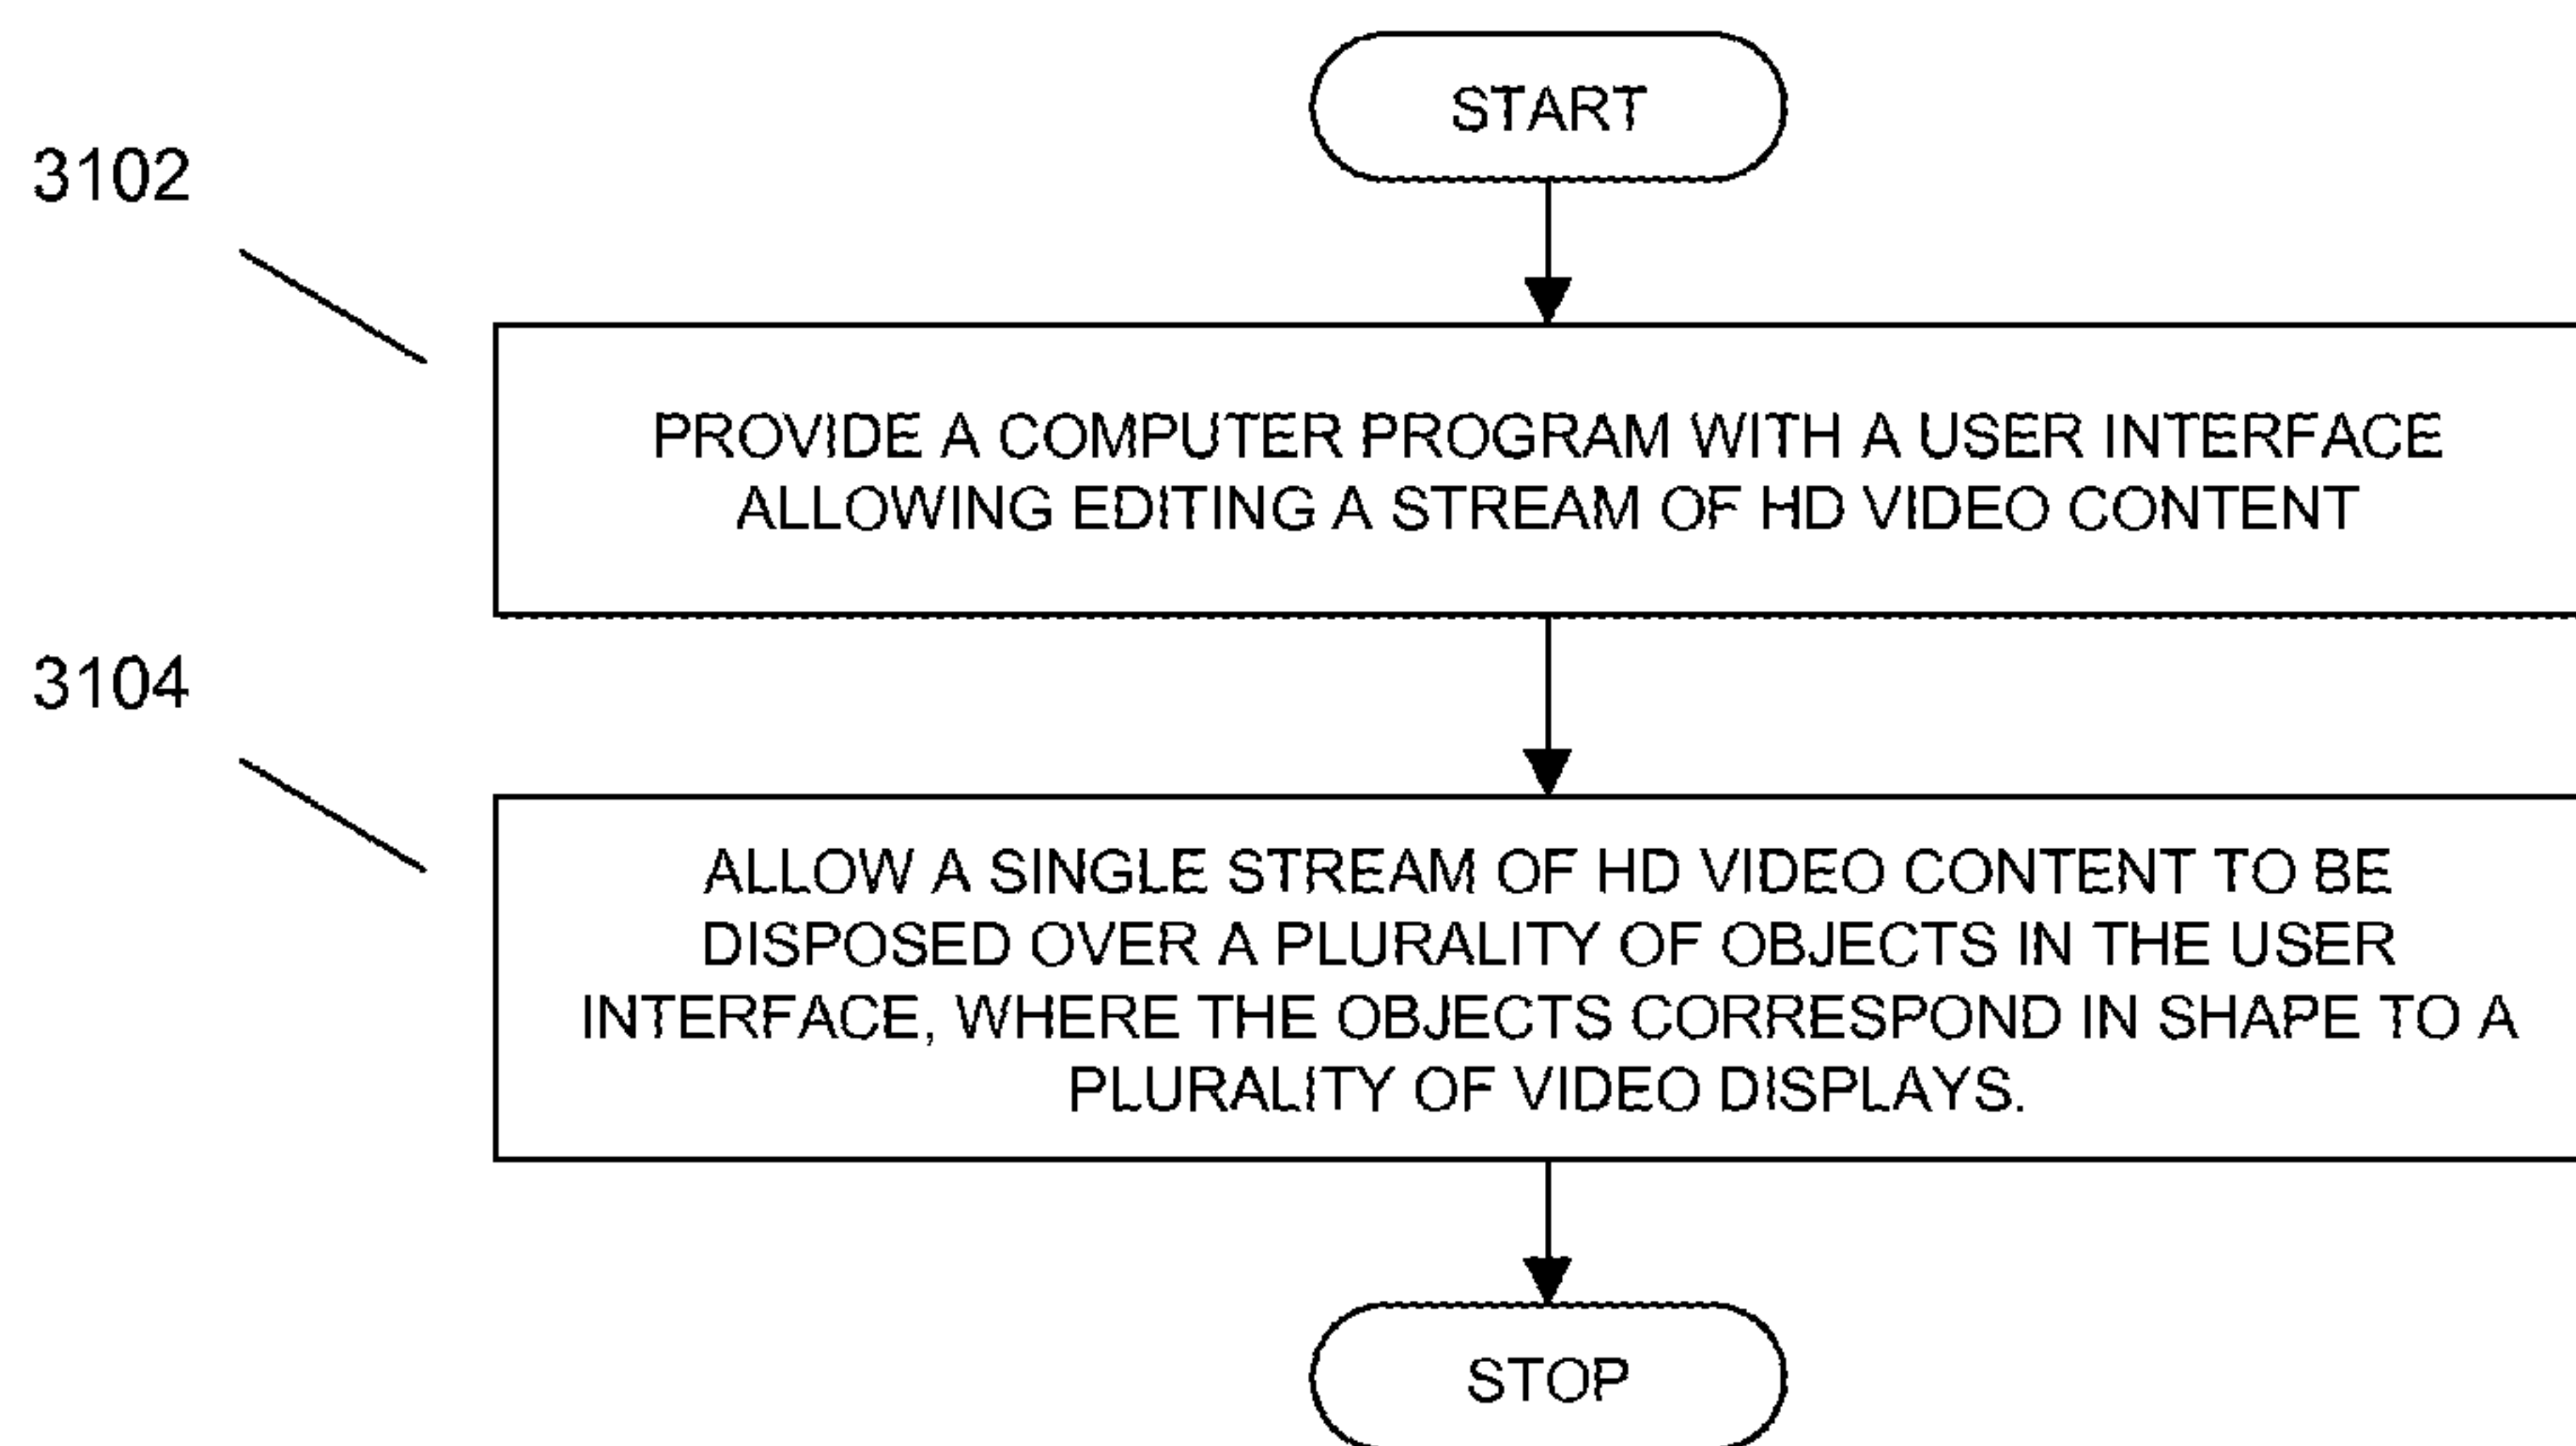 START
3102
PROVIDE A COMPUTER PROGRAM WITH A USER INTERFACE
ALLOWING EDITING A STREAM OF HD VIDEO CONTENT
3104
ALLOW A SINGLE STREAM OF HD VIDEO CONTENT TO BE
DISPOSED OVER A PLURALITY OF OBJECTS IN THE USER
INTERFACE, WHERE THE OBJECTS CORRESPOND IN SHAPE TO A
PLURALITY OF VIDEO DISPLAYS.
STOP